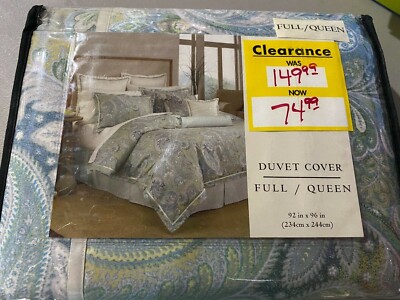 FULL/QUEEN
Clearance
WAS
149.99
NOW
74.99
DUVET COVER
FULL / QUEEN
92 in x 96 in
(234cm x 244cm)